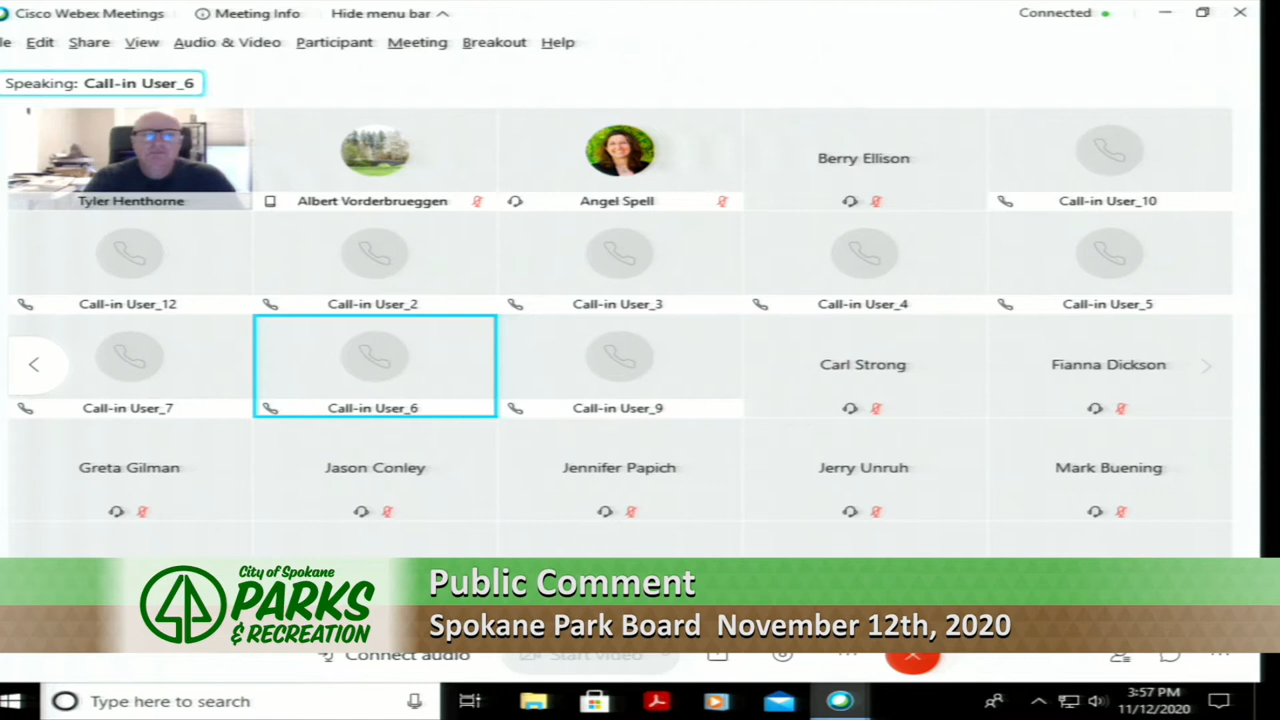 Cisco Webex Meetings
Meeting Info
Hide menu bar
Connected
Edit Share View Audio & Video Participant Meeting Breakout Help
Speaking: Call-in User_6
Tyler Henthorne
Albert Vorderbrueggen
Angel Spell
Berry Ellison
Call-in User_10
Call-in User_12
Call-in User_2
Call-in User_3
Call-in User_4
Call-in User_5
Call-in User_7
Call-in User_6
Call-in User_9
Carl Strong
Fianna Dickson
Greta Gilman
Jason Conley
Jennifer Papich
Jerry Unruh
Mark Buening
City of Spokane
PARKS
& RECREATION
Public Comment
Spokane Park Board November 12th, 2020
Connect audio
Start video
Type here to search
3:57 PM
11/12/2020